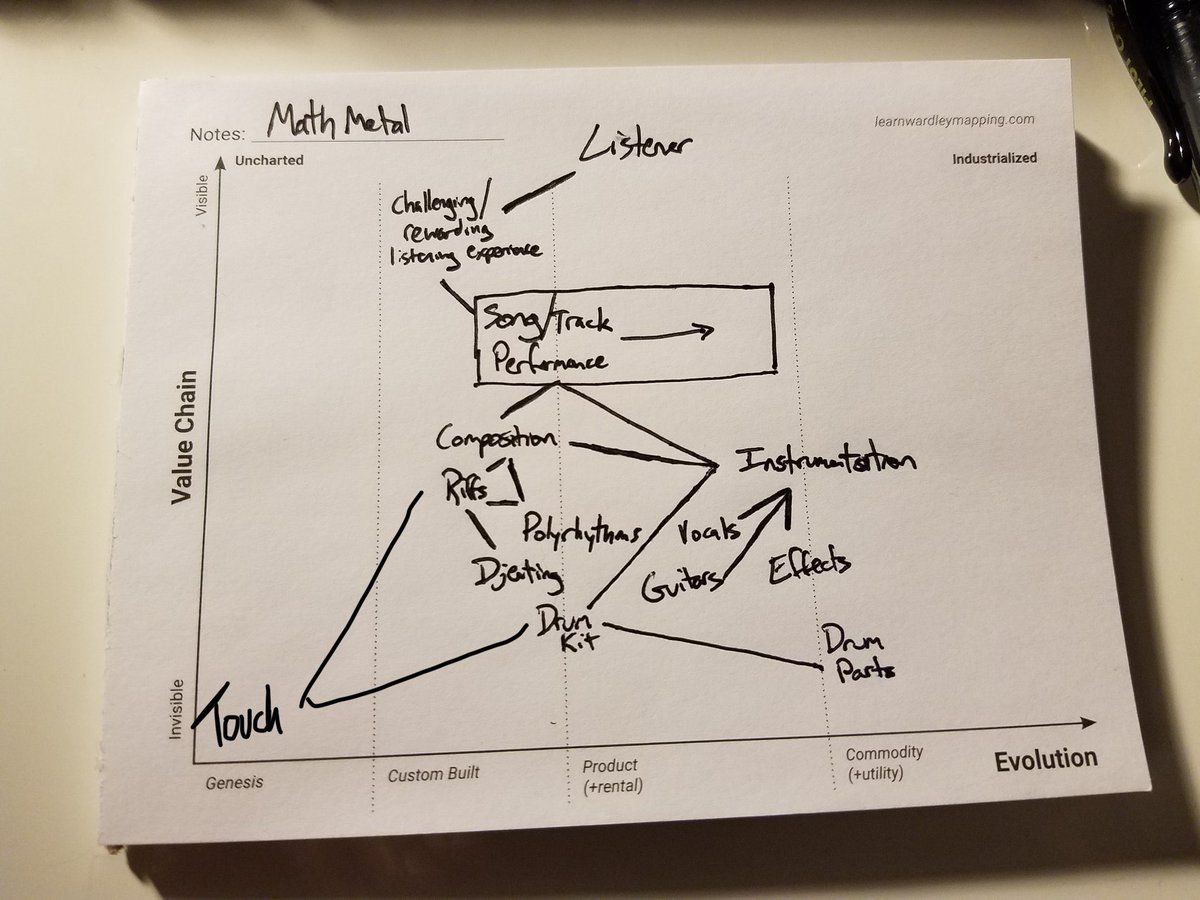 Notes: Math Metal
learnwardleymapping.com
Uncharted
Listener
Industrialized
Visible
Challenging/
rewarding
listening experience
Song/Track
Performance
Value Chain
Composition
Instrumentation
Riffs
Polyrhythms
Vocals
Djenting
Guitars
Effects
Drum
Kit
Drum
Parts
Invisible
Touch
Genesis
Custom Built
Product
(+rental)
Commodity
(+utility)
Evolution